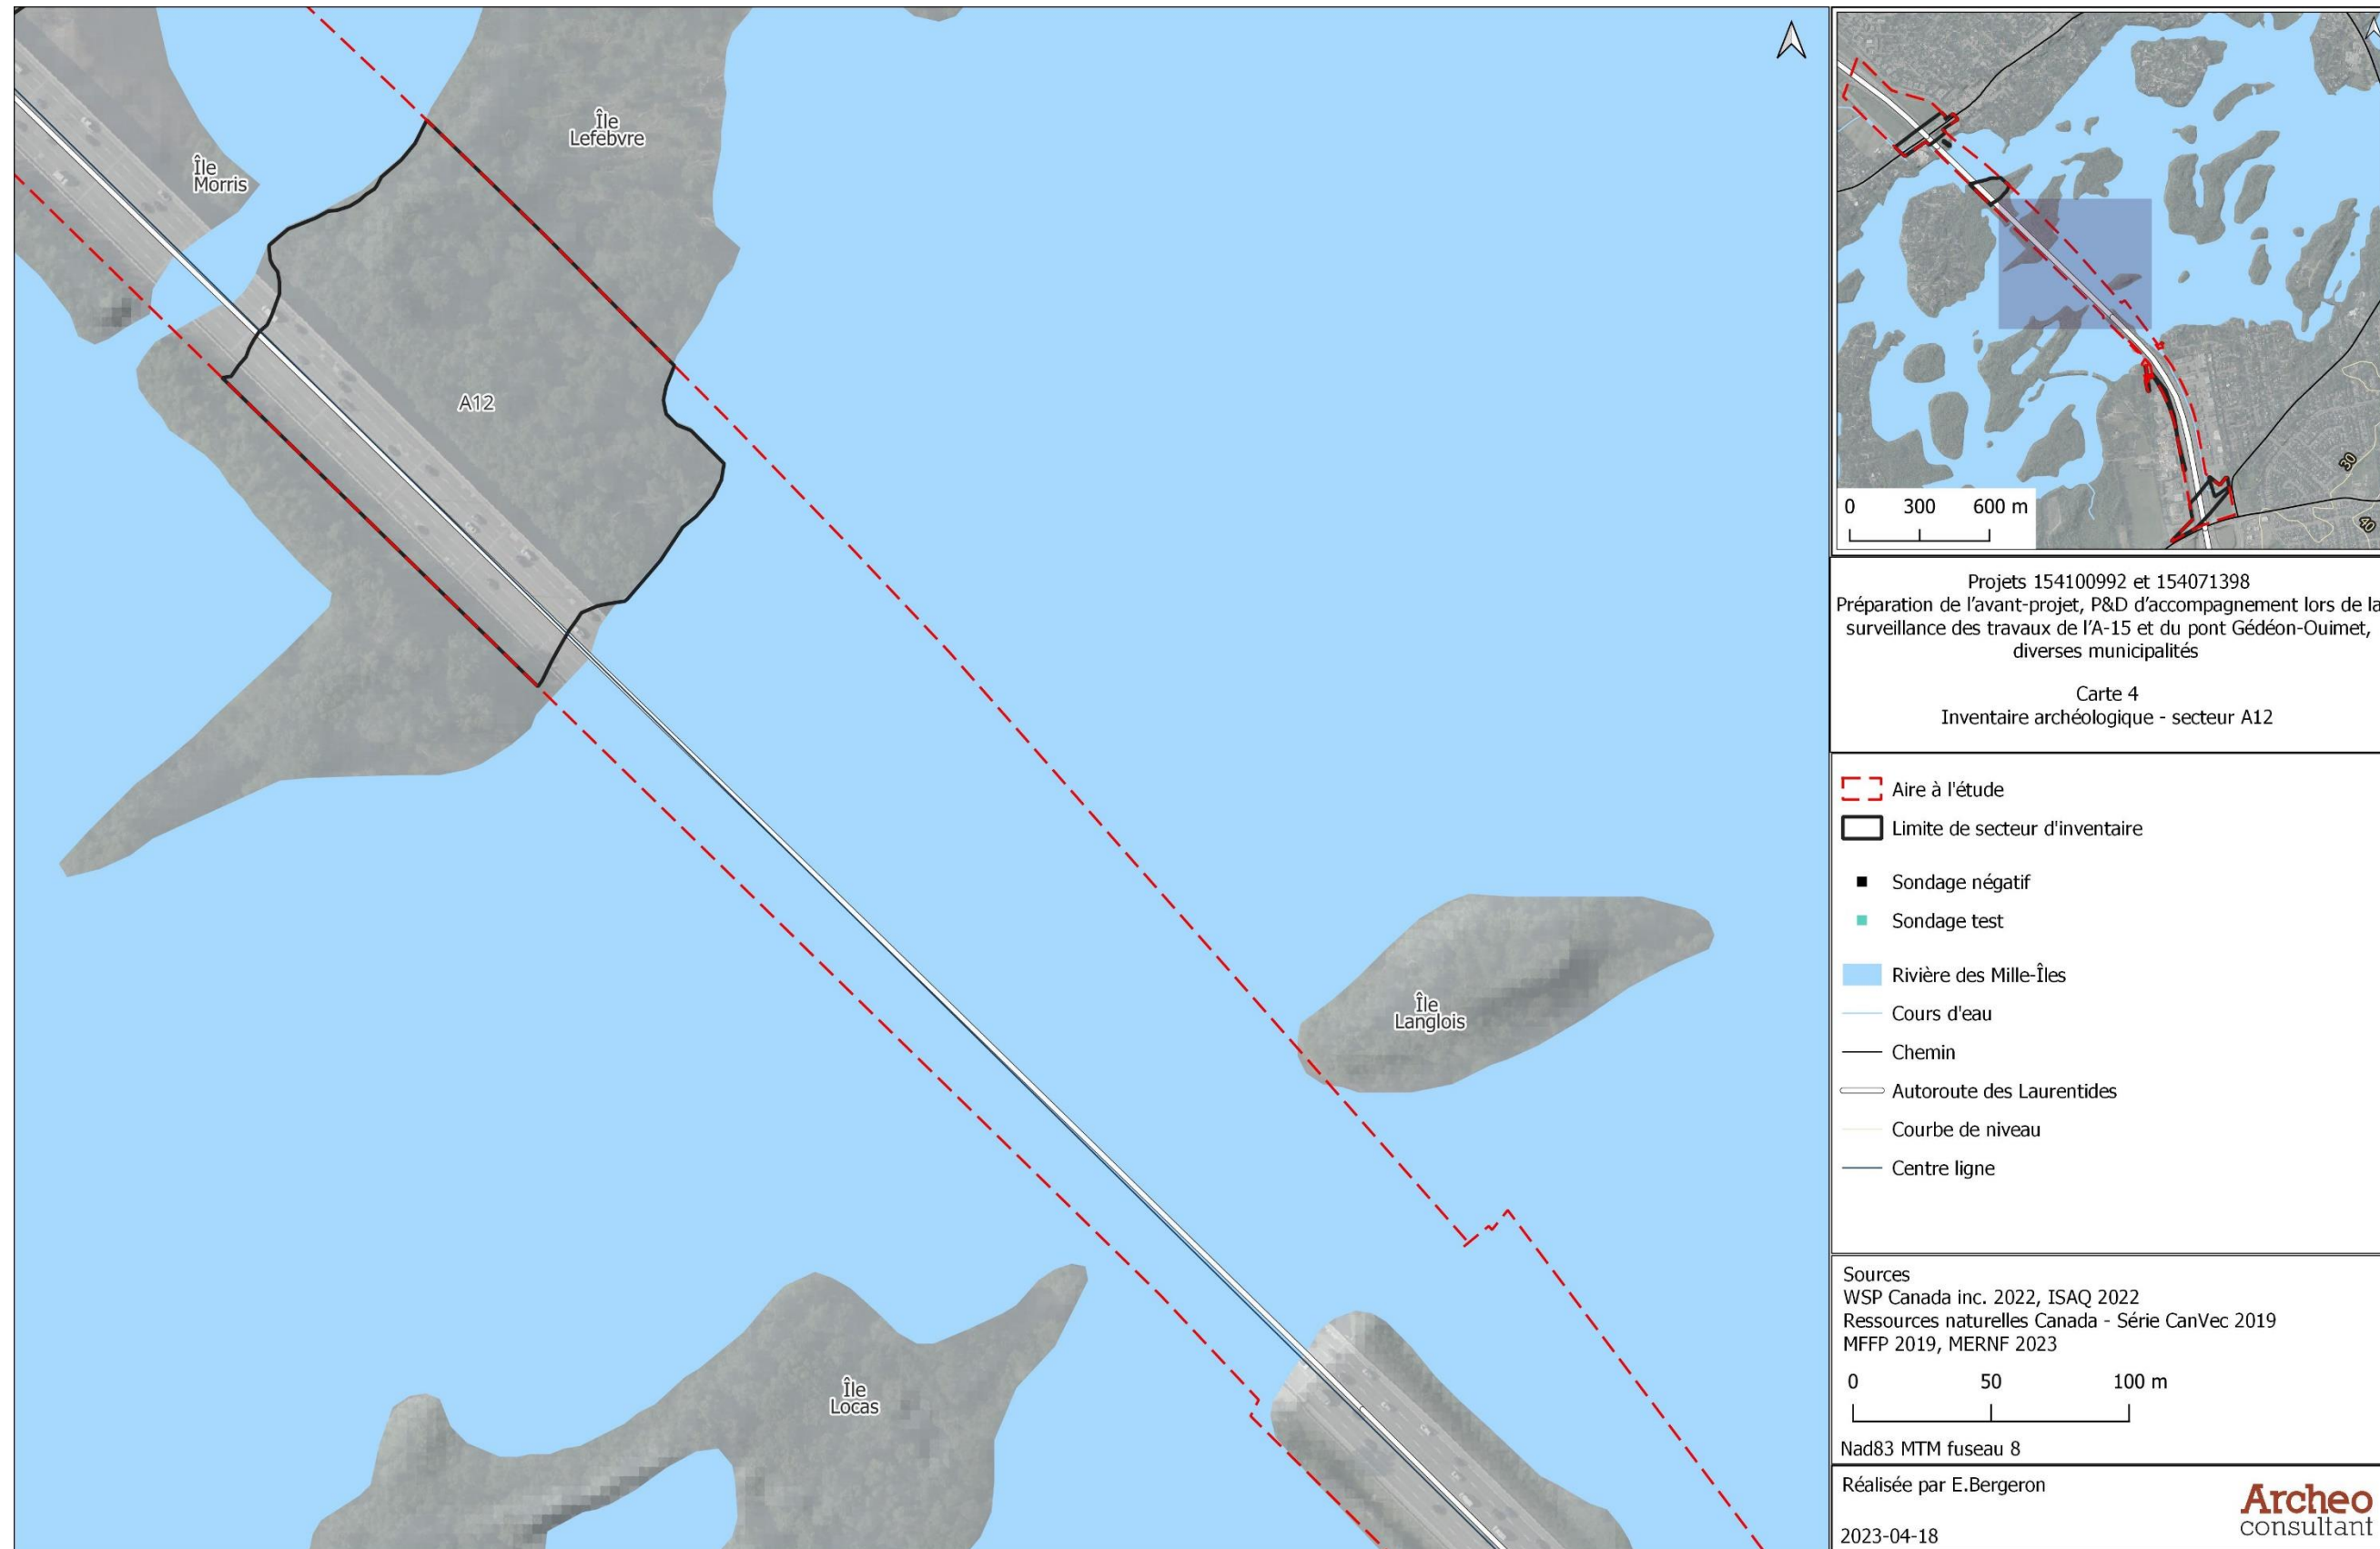 Île
Lefebvre
Île
Morris
A12
Île
Langlois
Île
Locas
30
40
0 300 600 m
Projets 154100992 et 154071398
Préparation de l'avant-projet, P&D d'accompagnement lors de la
surveillance des travaux de l'A-15 et du pont Gédéon-Ouimet,
diverses municipalités
Carte 4
Inventaire archéologique - secteur A12
Aire à l'étude
Limite de secteur d'inventaire
Sondage négatif
Sondage test
Rivière des Mille-Îles
Cours d'eau
Chemin
Autoroute des Laurentides
Courbe de niveau
Centre ligne
Sources
WSP Canada inc. 2022, ISAQ 2022
Ressources naturelles Canada - Série CanVec 2019
MFFP 2019, MERNF 2023
0 50 100 m
Nad83 MTM fuseau 8
Réalisée par E.Bergeron
2023-04-18
Archeo
consultant